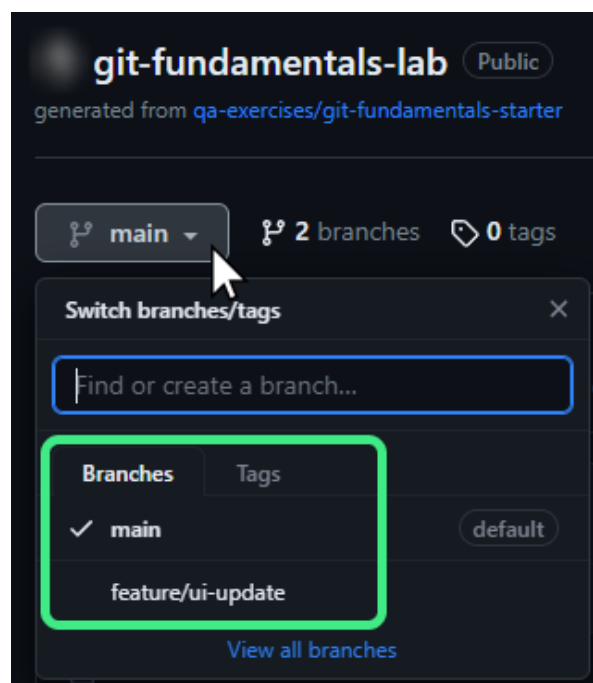 git-fundamentals-lab Public
generated from qa-exercises/git-fundamentals-starter
main 2 branches 0 tags
Switch branches/tags
Find or create a branch...
Branches Tags
main default
feature/ui-update
View all branches